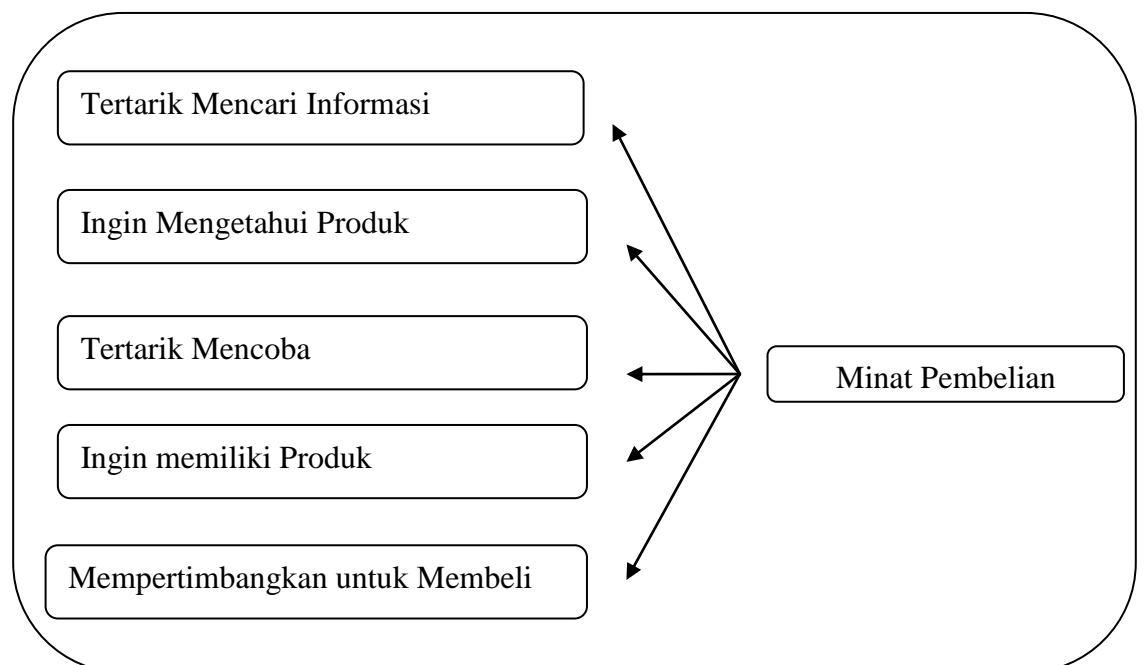 Tertarik Mencari Informasi
Ingin Mengetahui Produk
Tertarik Mencoba
Minat Pembelian
Ingin memiliki Produk
Mempertimbangkan untuk Membeli